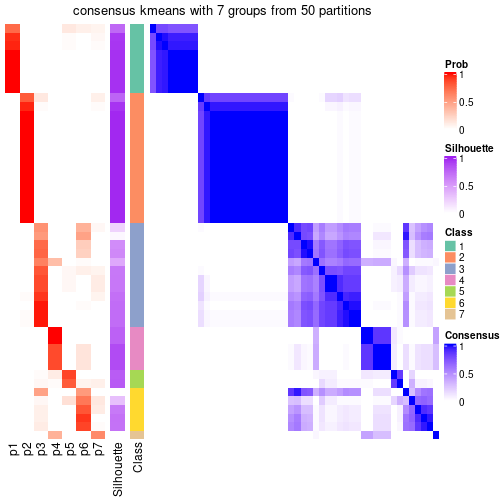 consensus kmeans with 7 groups from 50 partitions
Prob
1
0.5
0
Silhouette
1
0.5
0
Class
1
2
3
4
5
6
7
Consensus
1
0.5
0
p1
p2
p3
p4
p5
p6
p7
Silhouette
Class